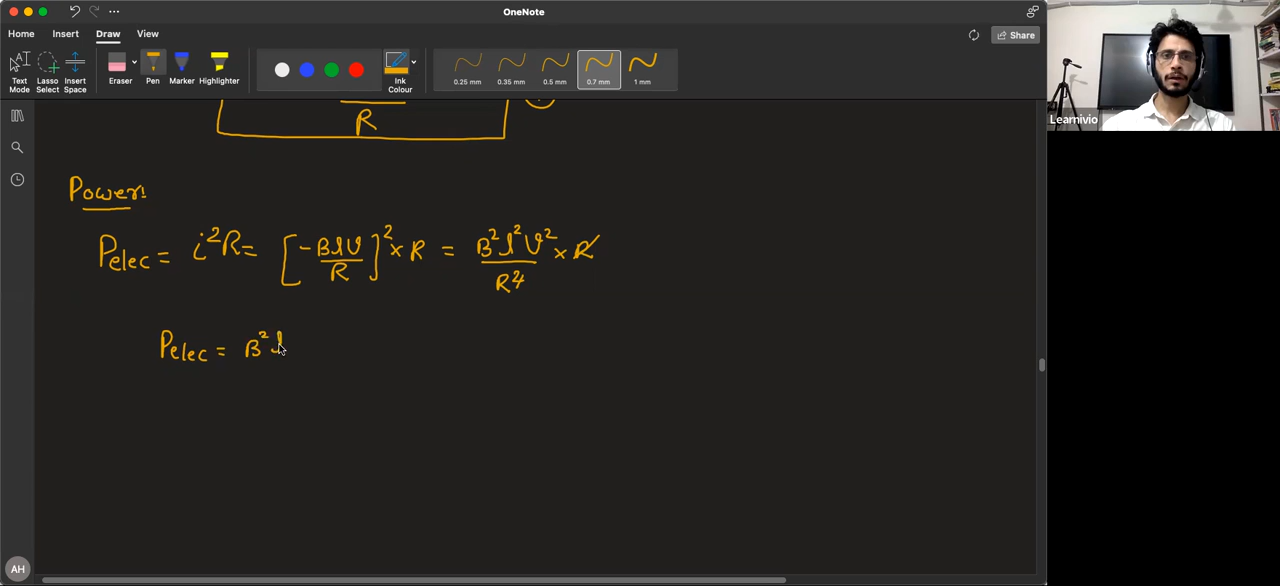 OneNote
Home Insert Draw View
Share
Text Mode Lasso Select Insert Space Eraser Pen Marker Highlighter Ink Colour 0.25 mm 0.35 mm 0.5 mm 0.7 mm 1 mm
Learnivio
R
Power:
Pelec = i²R = [-Blv/R]² × R = B²l²v²/R² × R
Pelec = B² l
AH